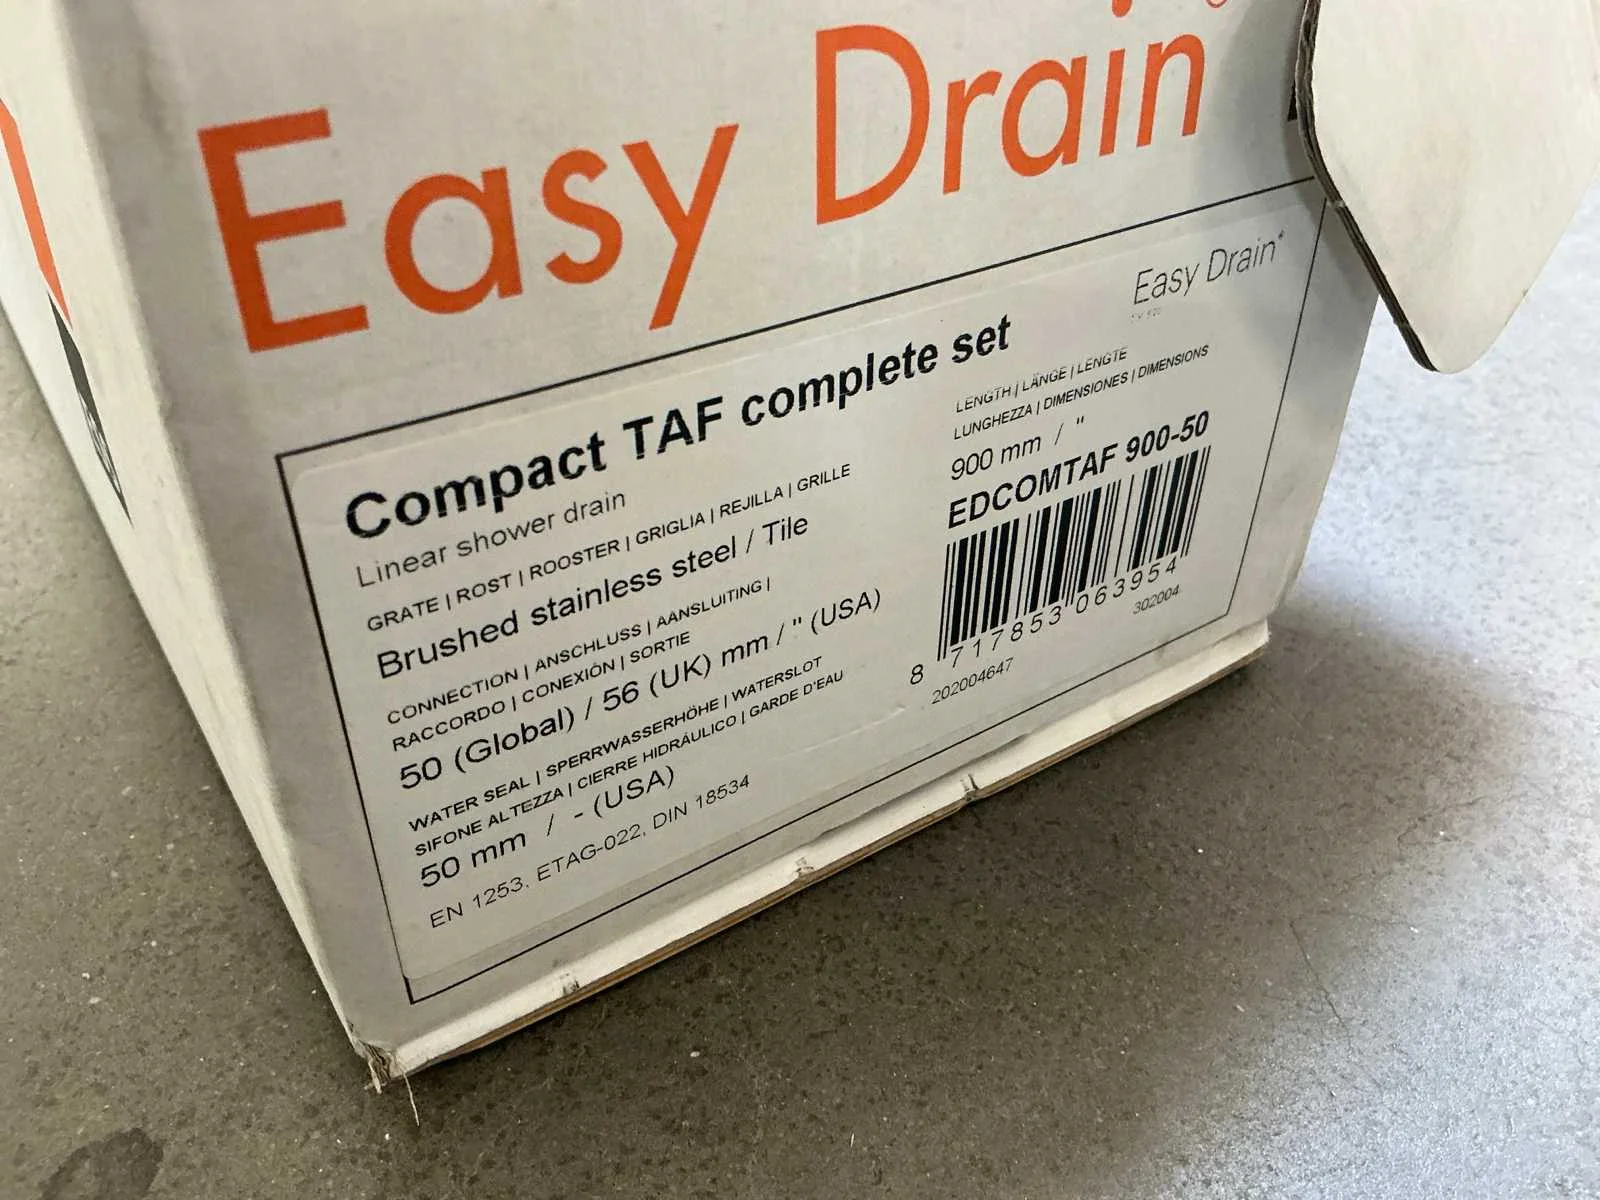 Easy Drain
Easy Drain®
Compact TAF complete set
Linear shower drain
GRATE | ROST | ROOSTER | GRIGLIA | REJILLA | GRILLE
Brushed stainless steel / Tile
CONNECTION | ANSCHLUSS | AANSLUITING |
RACCORDO | CONEXIÓN | SORTIE
50 (Global) / 56 (UK) mm / " (USA)
WATER SEAL | SPERRWASSERHÖHE | WATERSLOT
SIFONE ALTEZZA | CIERRE HIDRÁULICO | GARDE D'EAU
50 mm / - (USA)
EN 1253, ETAG-022, DIN 18534
LENGTH | LÄNGE | LENGTE
LUNGHEZZA | DIMENSIONES | DIMENSIONS
900 mm / "
EDCOMTAF 900-50
8 717853 063954
202004647
302004